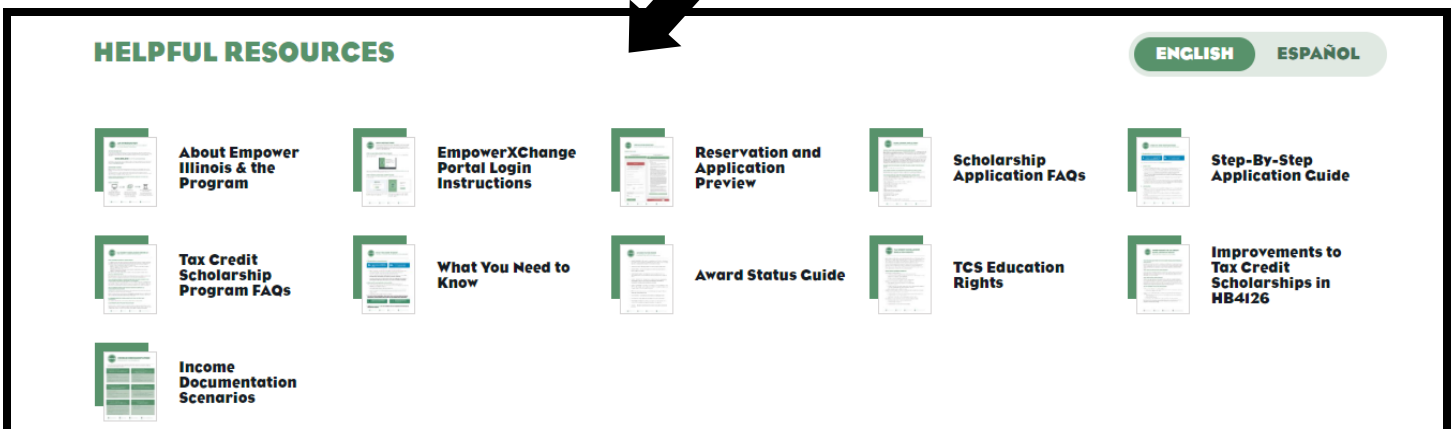 HELPFUL RESOURCES
ENGLISH
ESPAÑOL
About Empower
Illinois & the
Program
EmpowerXChange
Portal Login
Instructions
Reservation and
Application
Preview
Scholarship
Application FAQs
Step-By-Step
Application Guide
Tax Credit
Scholarship
Program FAQs
What You Need to
Know
Award Status Guide
TCS Education
Rights
Improvements to
Tax Credit
Scholarships in
HB4126
Income
Documentation
Scenarios